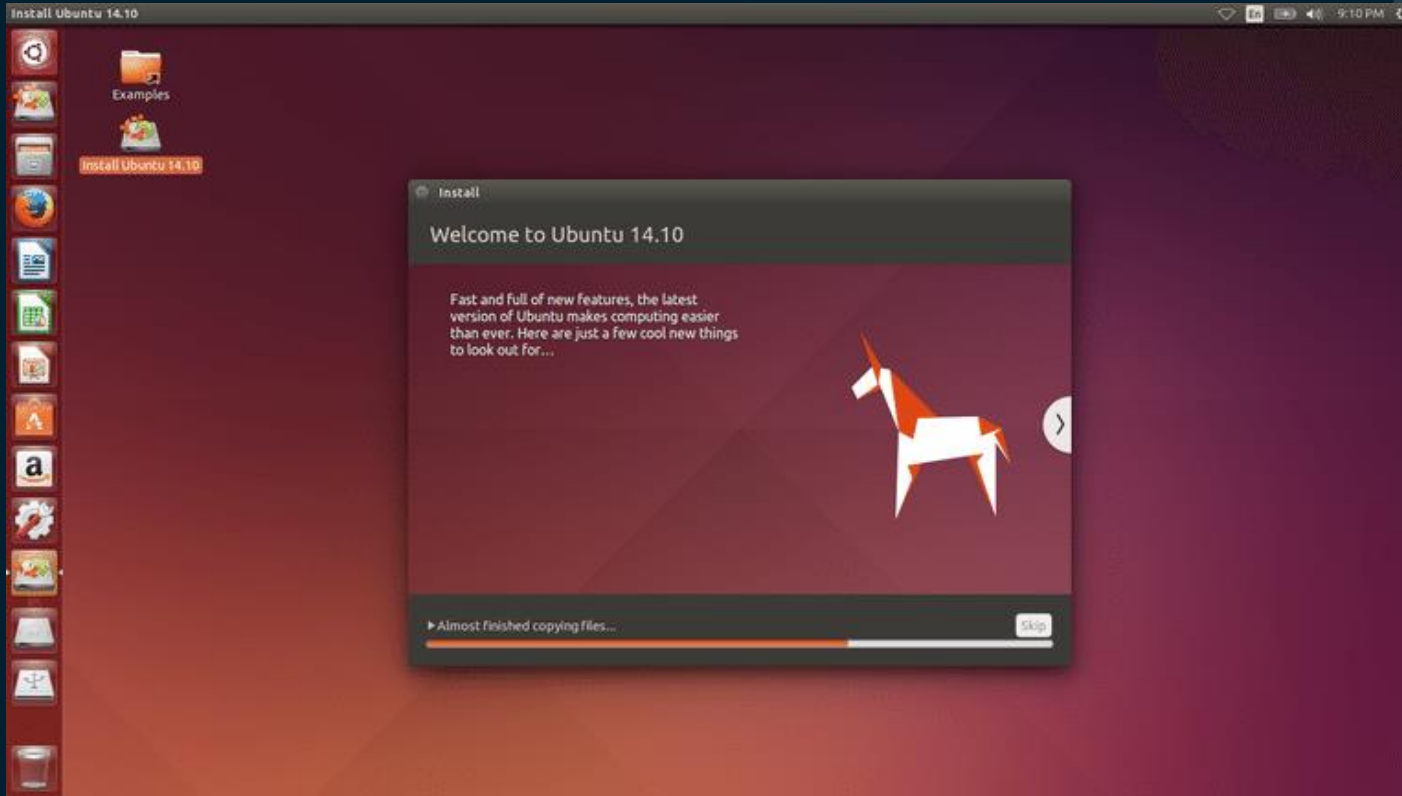 Install Ubuntu 14.10
En
9:10 PM
Examples
Install Ubuntu 14.10
Install
Welcome to Ubuntu 14.10
Fast and full of new features, the latest
version of Ubuntu makes computing easier
than ever. Here are just a few cool new things
to look out for...
a
Almost finished copying files...
Skip